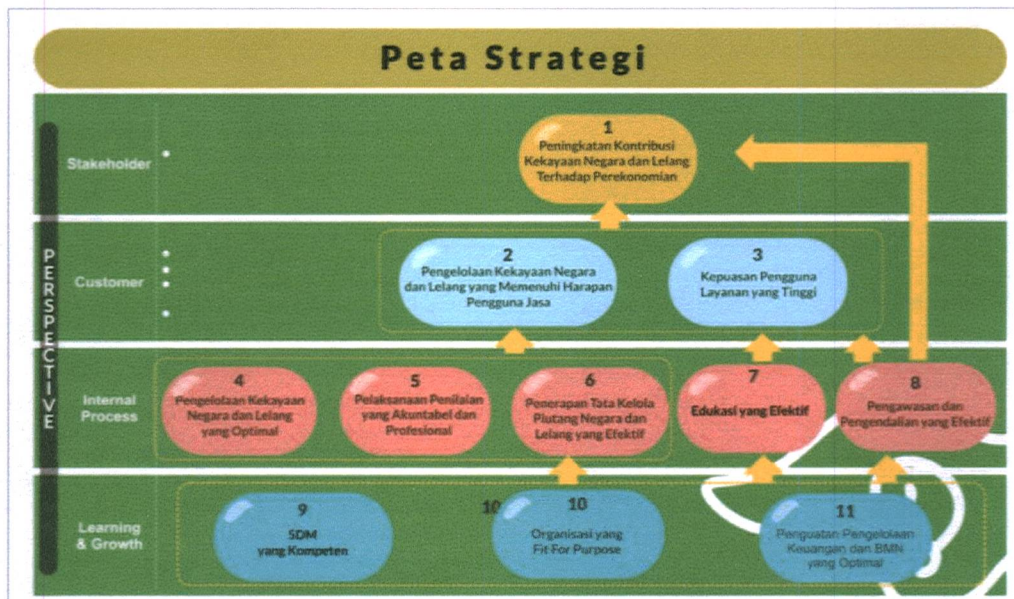 Peta Strategi
PERSPECTIVE
Stakeholder
1
Peningkatan Kontribusi
Kekayaan Negara dan Lelang
Terhadap Perekonomian
Customer
2
Pengelolaan Kekayaan Negara
dan Lelang yang Memenuhi Harapan
Pengguna Jasa
3
Kepuasan Pengguna
Layanan yang Tinggi
Internal
Process
4
Pengelolaan Kekayaan
Negara dan Lelang
yang Optimal
5
Pelaksanaan Penilaian
yang Akuntabel dan
Profesional
6
Penerapan Tata Kelola
Piutang Negara dan
Lelang yang Efektif
7
Edukasi yang Efektif
8
Pengawasan dan
Pengendalian yang Efektif
Learning
& Growth
9
SDM
yang Kompeten
10
10
Organisasi yang
Fit For Purpose
11
Penguatan Pengelolaan
Keuangan dan BMN
yang Optimal